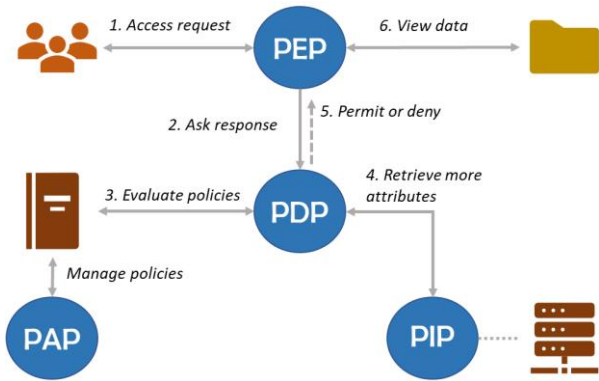 1. Access request
6. View data
PEP
2. Ask response
5. Permit or deny
4. Retrieve more
attributes
3. Evaluate policies
PDP
Manage policies
PAP
PIP